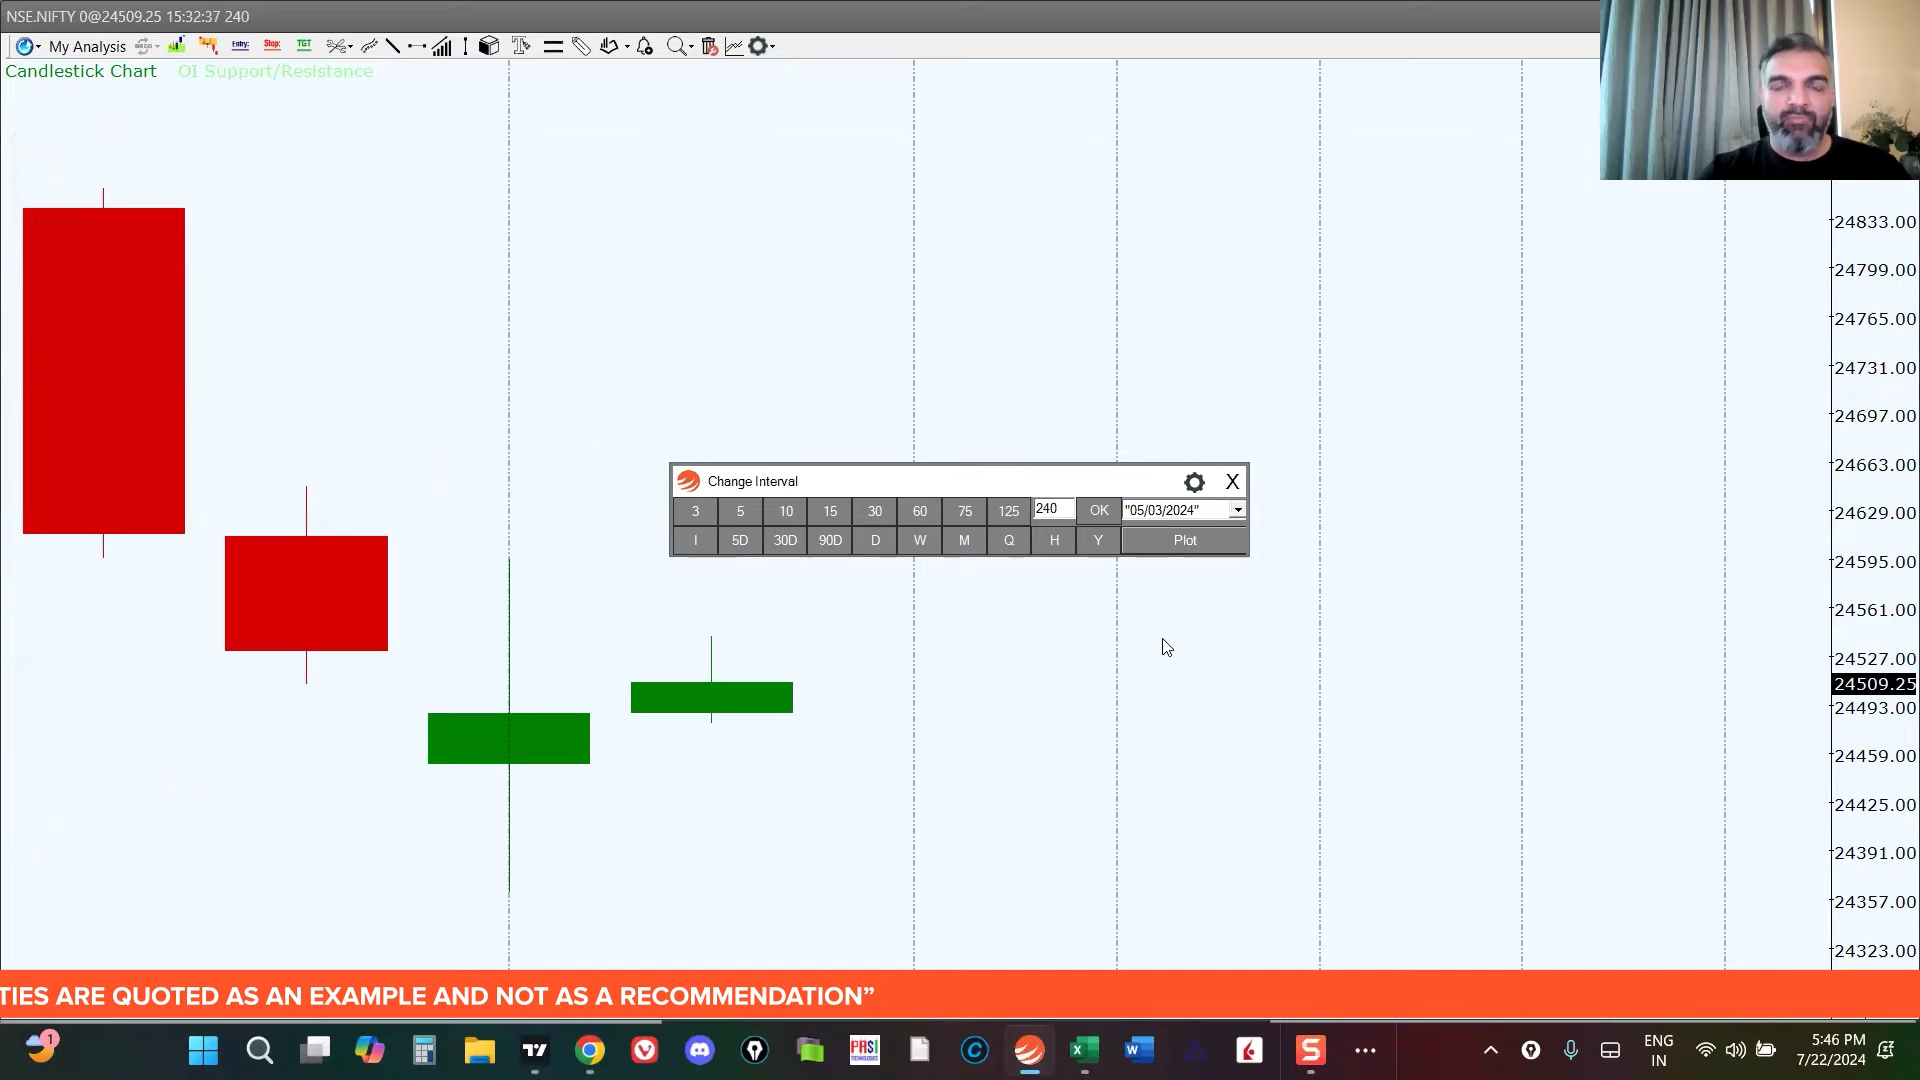 NSE.NIFTY 0@24509.25 15:32:37 240
My Analysis Entry: Stop: TGT
Candlestick Chart OI Support/Resistance
24833.00
24799.00
24765.00
24731.00
24697.00
24663.00
24629.00
24595.00
24561.00
24527.00
24509.25
24493.00
24459.00
24425.00
24391.00
24357.00
24323.00
Change Interval X
3 5 10 15 30 60 75 125 240 OK "05/03/2024"
I 5D 30D 90D D W M Q H Y Plot
TIES ARE QUOTED AS AN EXAMPLE AND NOT AS A RECOMMENDATION”
1
ENG
IN
5:46 PM
7/22/2024